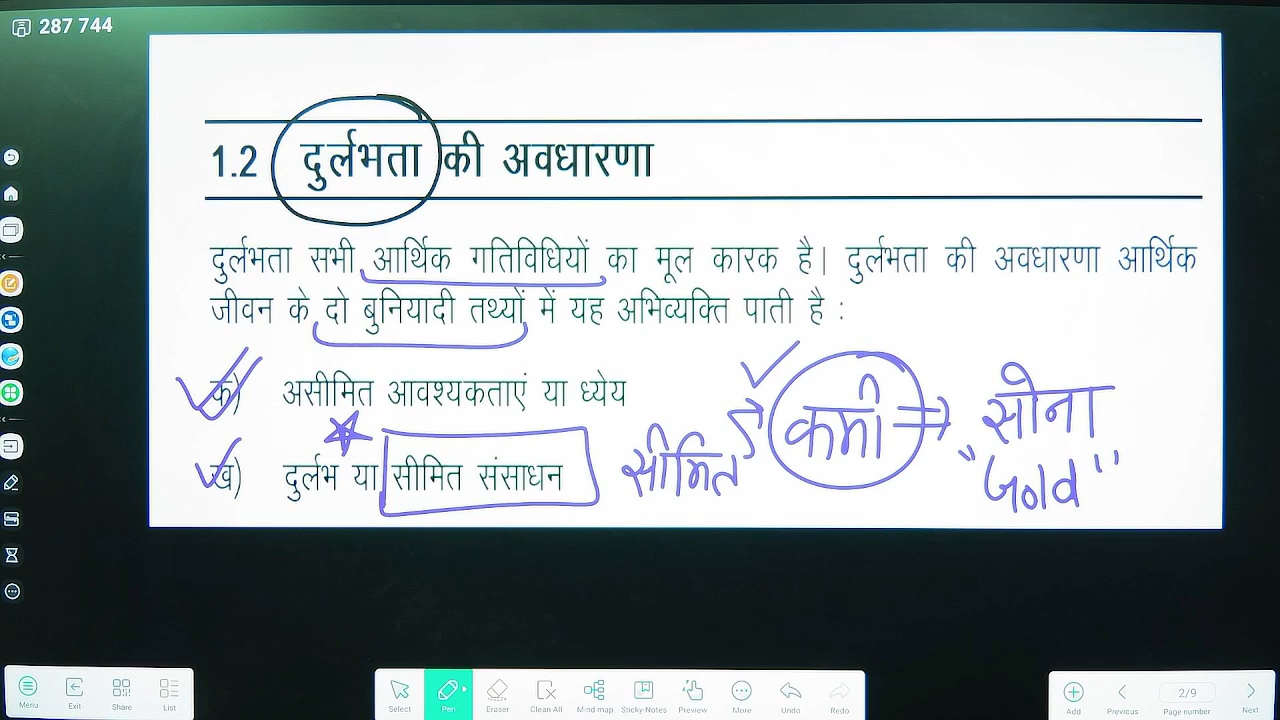 287 744
1.2 दुर्लभता की अवधारणा
दुर्लभता सभी आर्थिक गतिविधियों का मूल कारक है। दुर्लभता की अवधारणा आर्थिक
जीवन के दो बुनियादी तथ्यों में यह अभिव्यक्ति पाती है :
क) असीमित आवश्यकताएं या ध्येय
ख) दुर्लभ या सीमित संसाधन
सीमित कमी → सोना
"Gold"
Menu Exit Share List
Select Pen Eraser Clean All Mind map Sticky-Notes Preview More Undo Redo
Add Previous 2/9 Page number Next